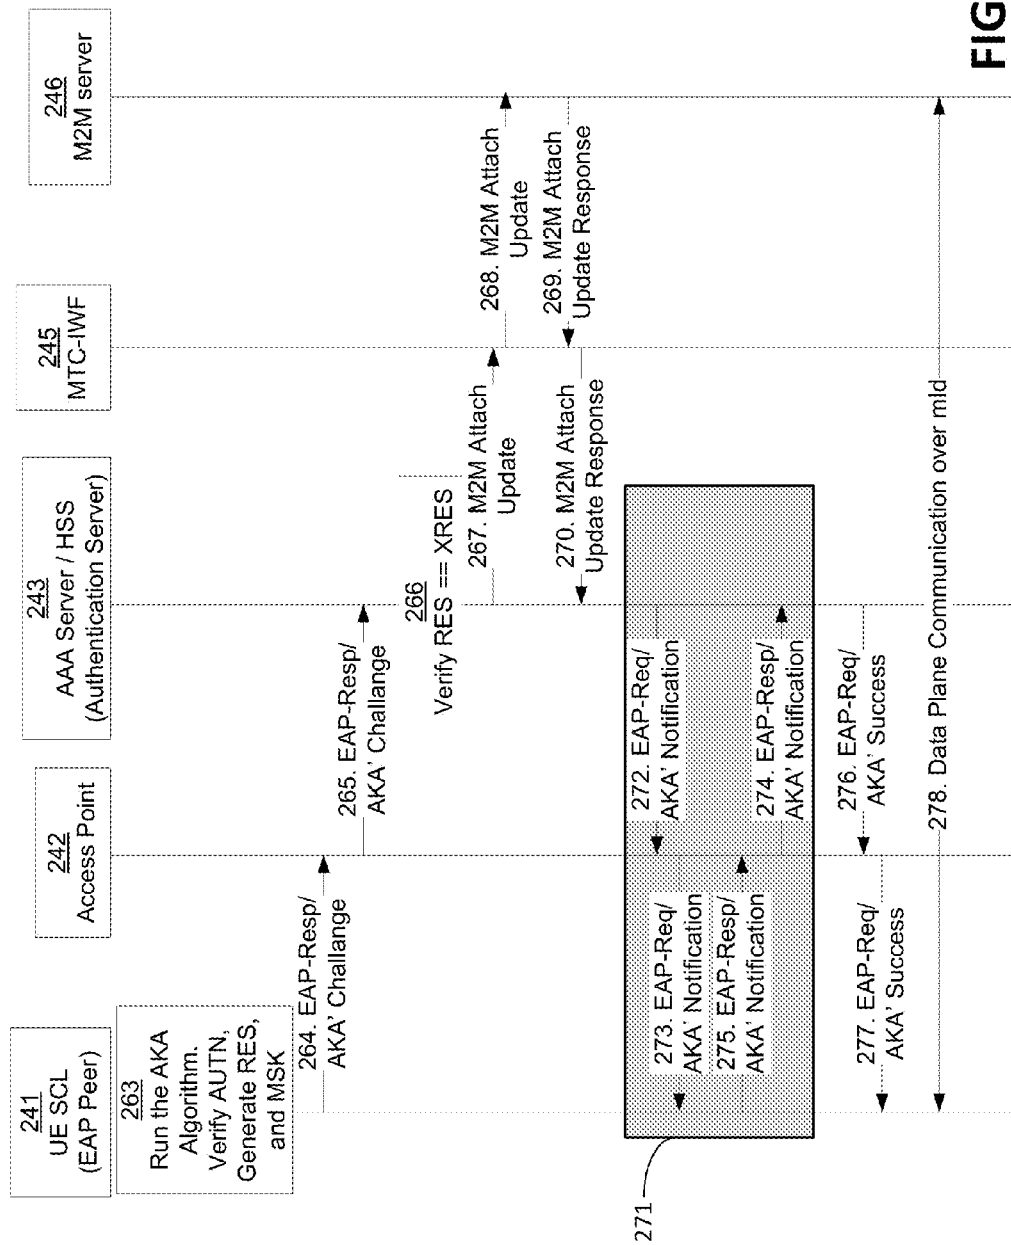 241
UE SCL
(EAP Peer)
242
Access Point
243
AAA Server / HSS
(Authentication Server)
245
MTC-IWF
246
M2M server
263
Run the AKA
Algorithm.
Verify AUTN,
Generate RES,
and MSK
264. EAP-Resp/
AKA' Challange
265. EAP-Resp/
AKA' Challange
266
Verify RES == XRES
267. M2M Attach
Update
268. M2M Attach
Update
269. M2M Attach
Update Response
270. M2M Attach
Update Response
271
272. EAP-Req/
AKA' Notification
273. EAP-Req/
AKA' Notification
275. EAP-Resp/
AKA' Notification
274. EAP-Resp/
AKA' Notification
276. EAP-Req/
AKA' Success
277. EAP-Req/
AKA' Success
278. Data Plane Communication over mId
FIG